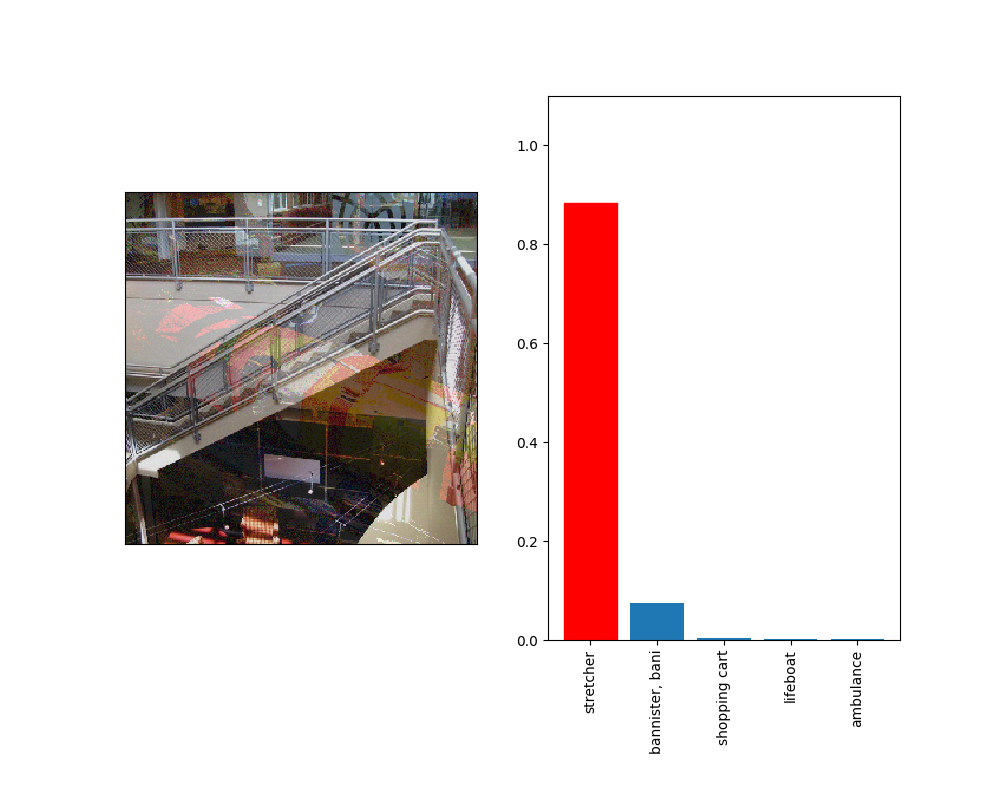 1.0
0.8
0.6
0.4
0.2
0.0
stretcher
bannister, bani
shopping cart
lifeboat
ambulance